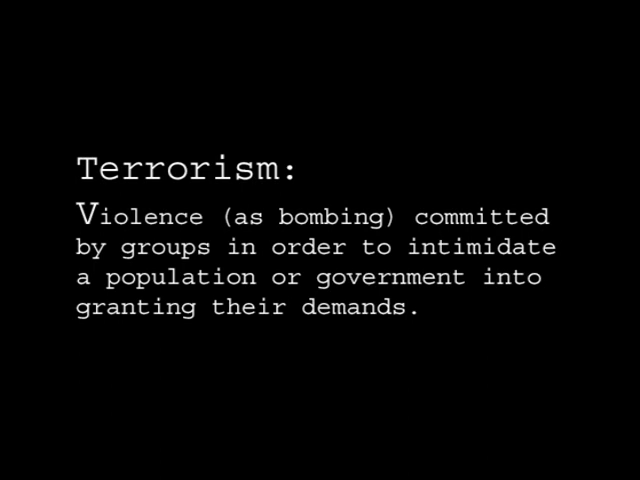 Terrorism:
Violence (as bombing) committed
by groups in order to intimidate
a population or government into
granting their demands.